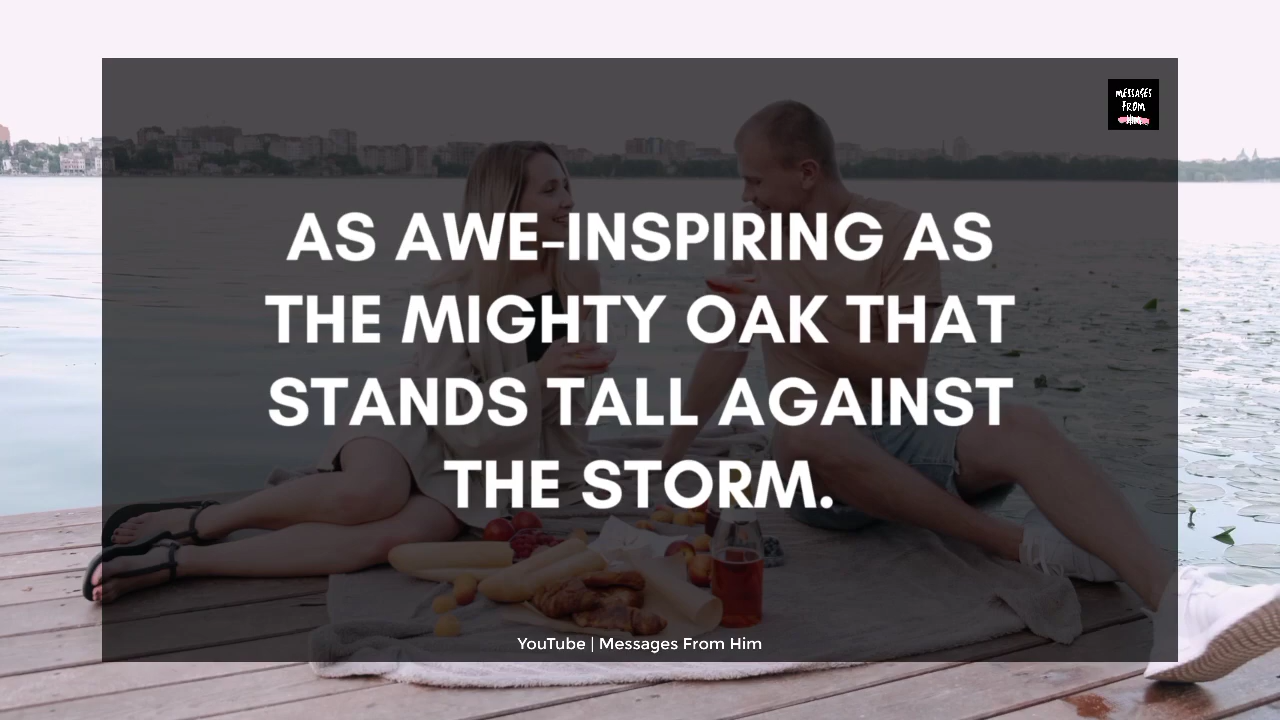 MESSAGES
FROM
HIM
AS AWE-INSPIRING AS
THE MIGHTY OAK THAT
STANDS TALL AGAINST
THE STORM.
YouTube | Messages From Him